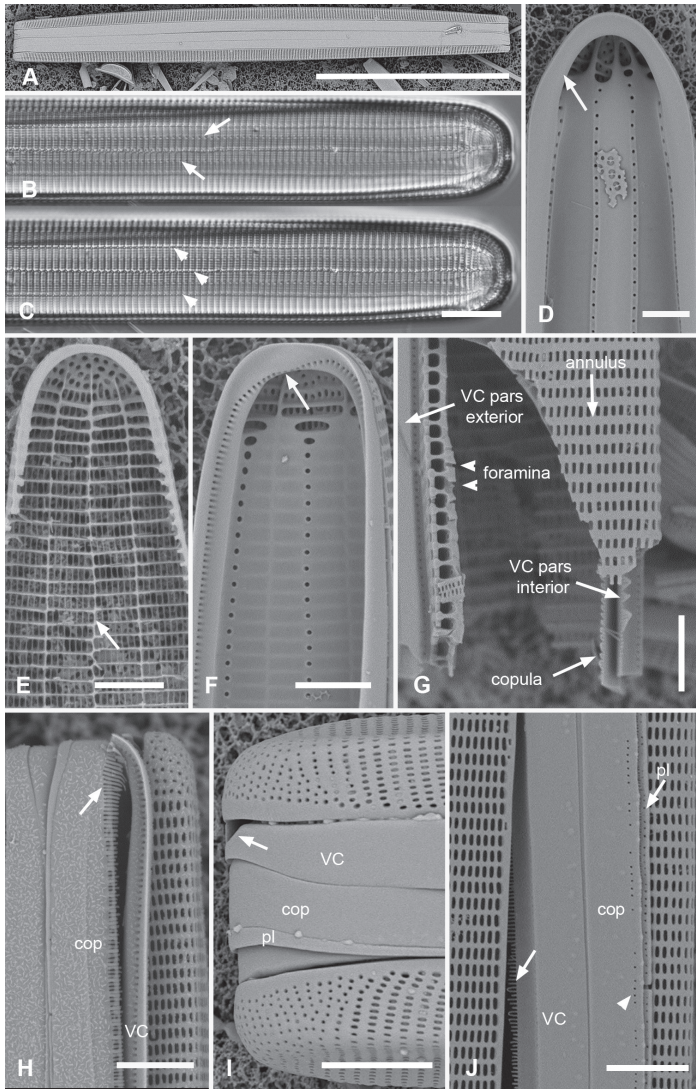 A
B
C
D
E
F
VC pars
exterior
foramina
annulus
VC pars
interior
copula
G
cop
VC
H
VC
cop
pl
I
pl
cop
VC
J